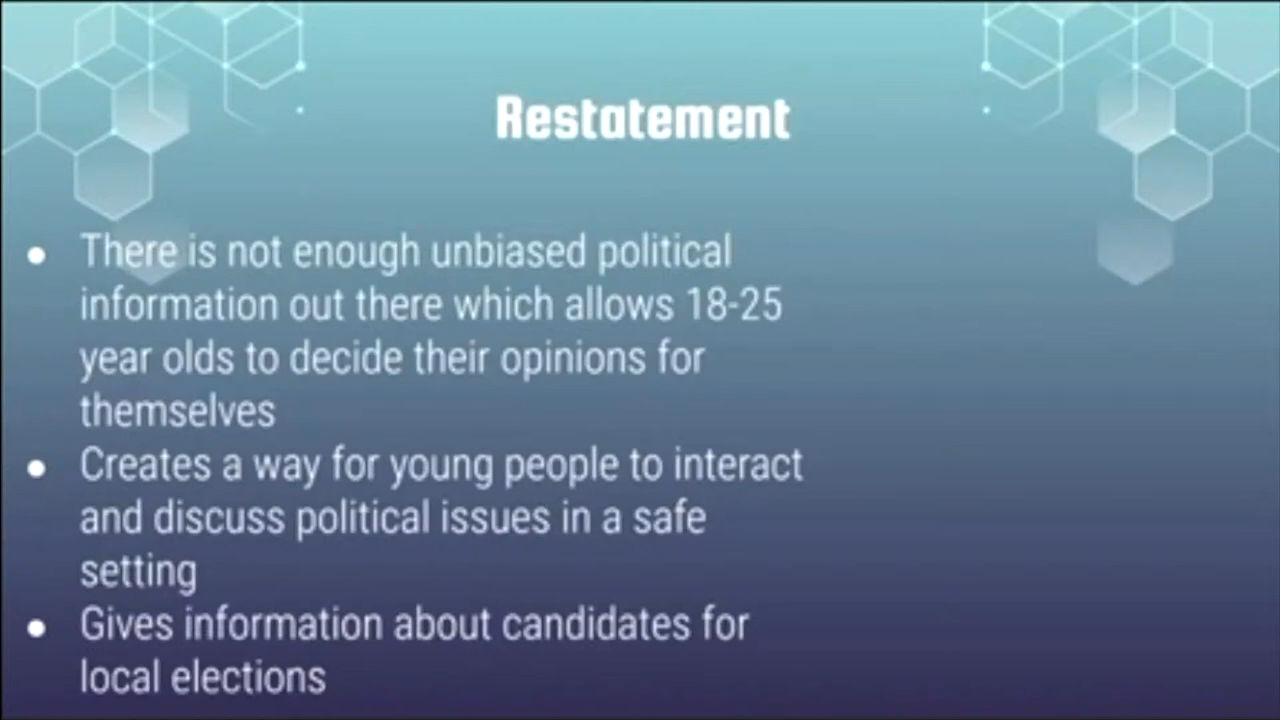 Restatement
● There is not enough unbiased political
information out there which allows 18-25
year olds to decide their opinions for
themselves
● Creates a way for young people to interact
and discuss political issues in a safe
setting
● Gives information about candidates for
local elections